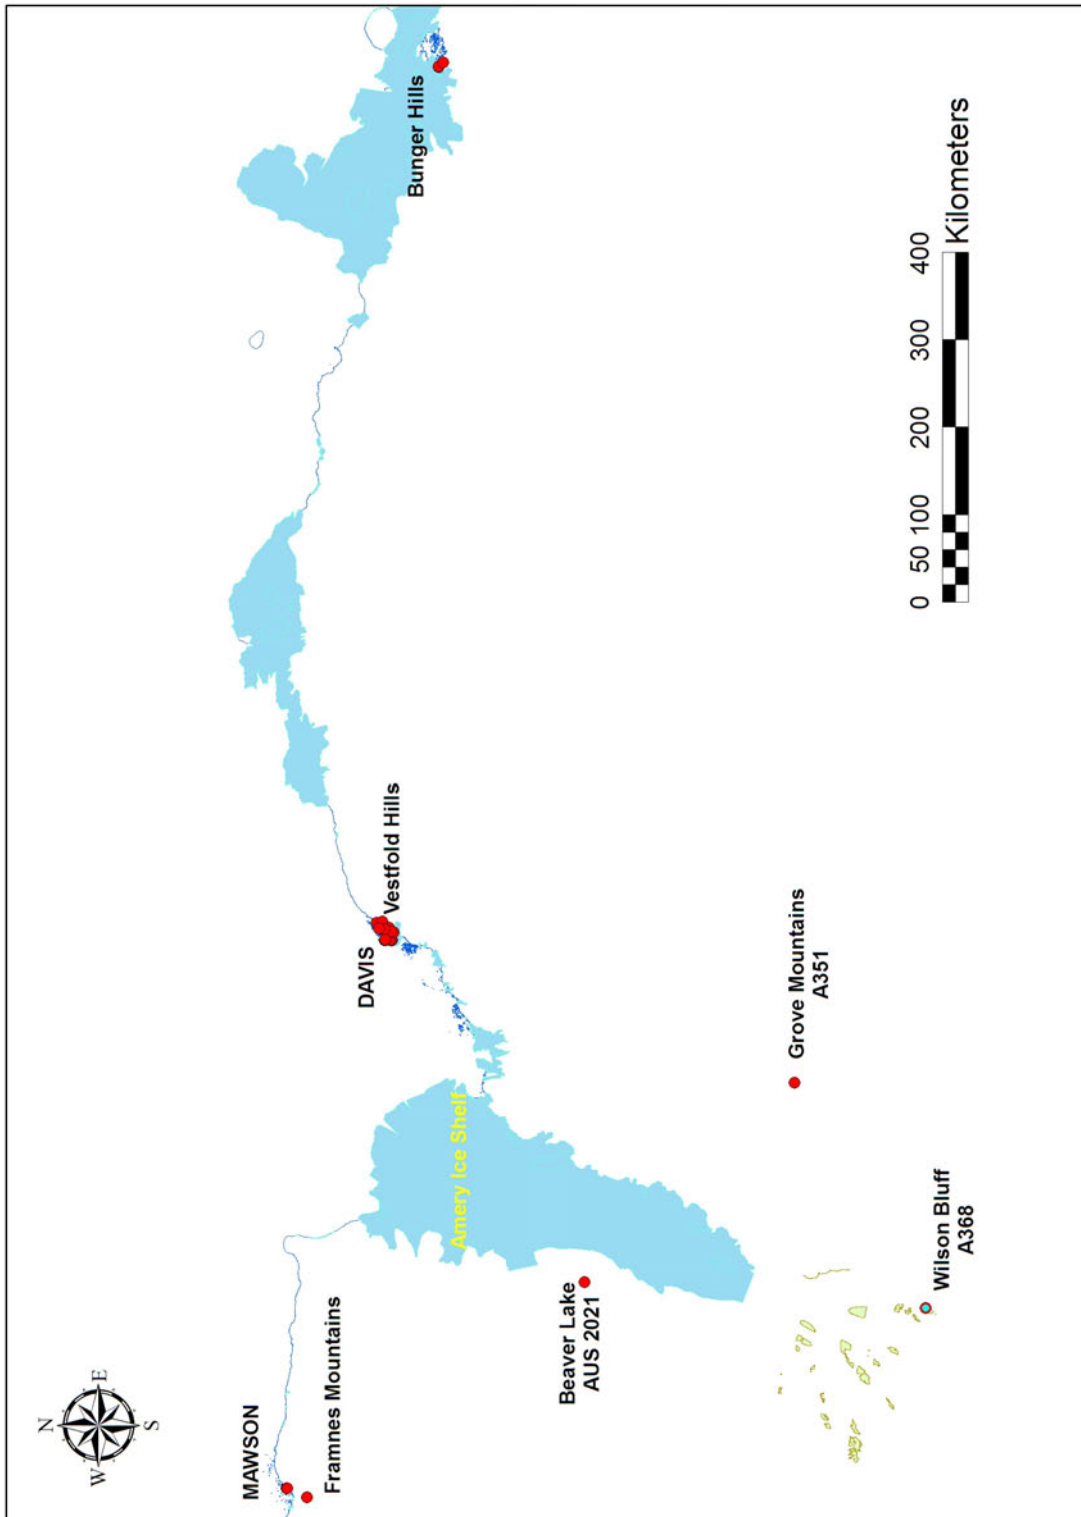 N
W E
S
MAWSON
Framnes Mountains
Beaver Lake
AUS 2021
Amery Ice Shelf
Wilson Bluff
A368
Grove Mountains
A351
DAVIS
Vestfold Hills
Bunger Hills
0 50 100 200 300 400
Kilometers